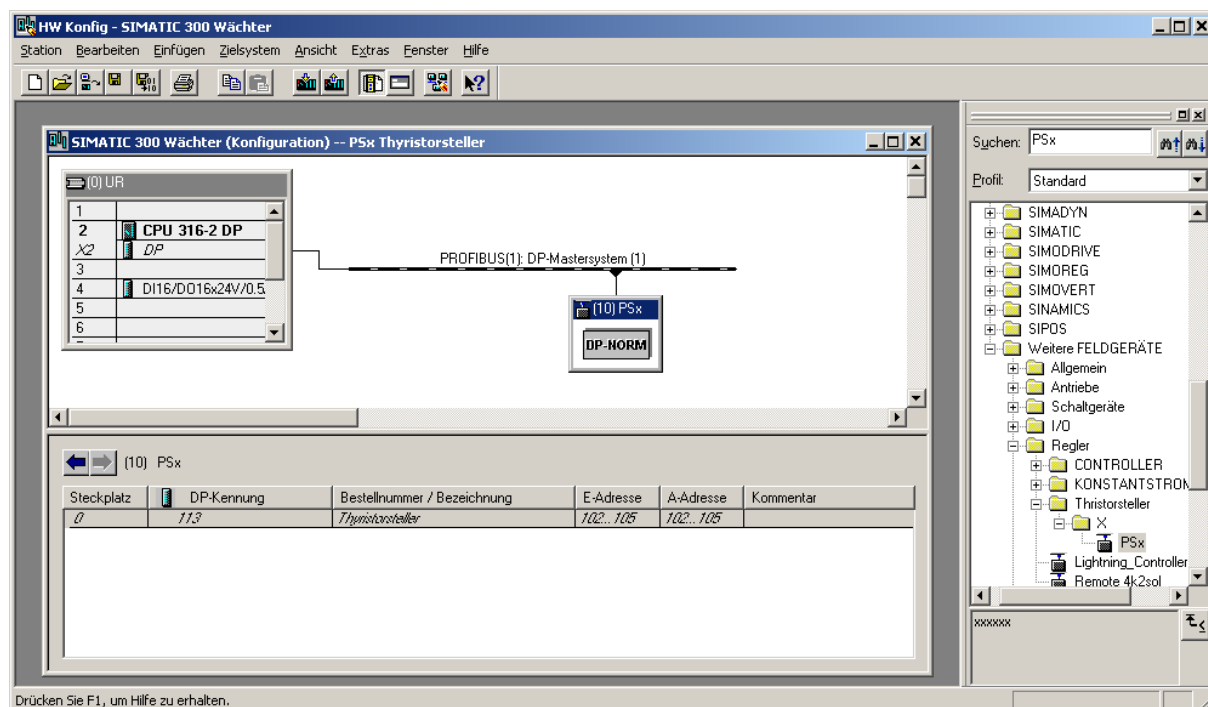 HW Konfig - SIMATIC 300 Wächter
Station Bearbeiten Einfügen Zielsystem Ansicht Extras Fenster Hilfe
SIMATIC 300 Wächter (Konfiguration) -- PSx Thyristorsteller
(0) UR
1
2 CPU 316-2 DP
X2 DP
3
4 DI16/DO16x24V/0.5
5
6
PROFIBUS(1): DP-Mastersystem (1)
(10) PSx
DP-NORM
(10) PSx
Steckplatz DP-Kennung Bestellnummer / Bezeichnung E-Adresse A-Adresse Kommentar
0 113 Thyristorsteller 102...105 102...105
Suchen: PSx
Profil: Standard
SIMADYN
SIMATIC
SIMODRIVE
SIMOREG
SIMOVERT
SINAMICS
SIPOS
Weitere FELDGERÄTE
Allgemein
Antriebe
Schaltgeräte
I/O
Regler
CONTROLLER
KONSTANTSTROM
Thristorsteller
X
PSx
Lightning_Controller
Remote 4k2sol
xxxxxx
Drücken Sie F1, um Hilfe zu erhalten.